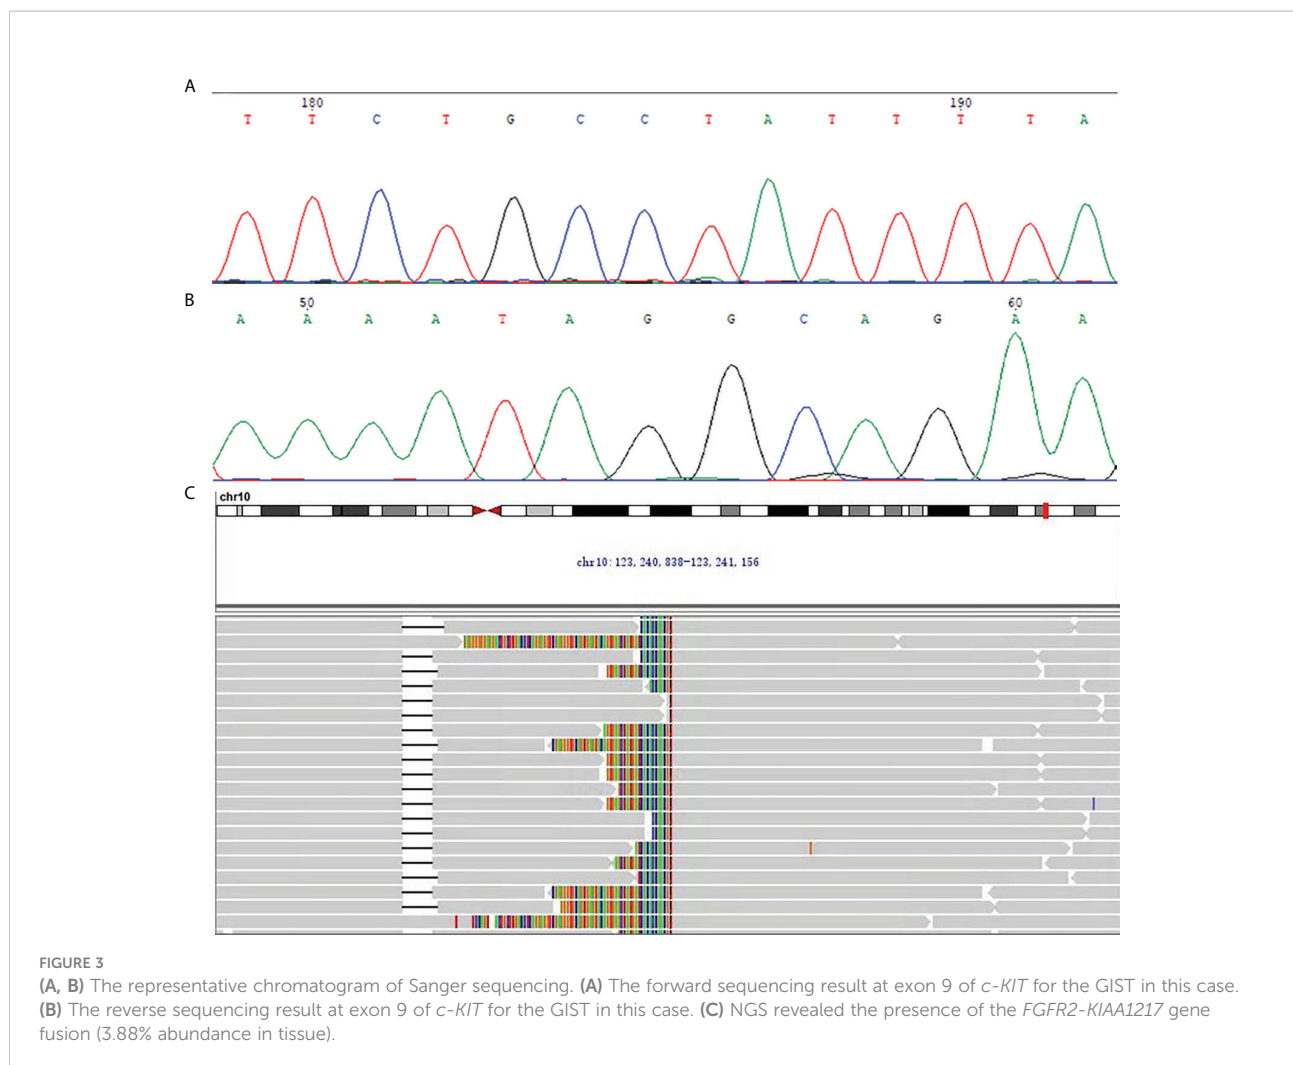 A
180 190
T T C T G C C T A T T T T A
B
50 60
A A A A T A G G C A G A A
C
chr10
chr10: 123, 240, 838-123, 241, 156
FIGURE 3
(A, B) The representative chromatogram of Sanger sequencing. (A) The forward sequencing result at exon 9 of c-KIT for the GIST in this case.
(B) The reverse sequencing result at exon 9 of c-KIT for the GIST in this case. (C) NGS revealed the presence of the FGFR2-KIAA1217 gene
fusion (3.88% abundance in tissue).